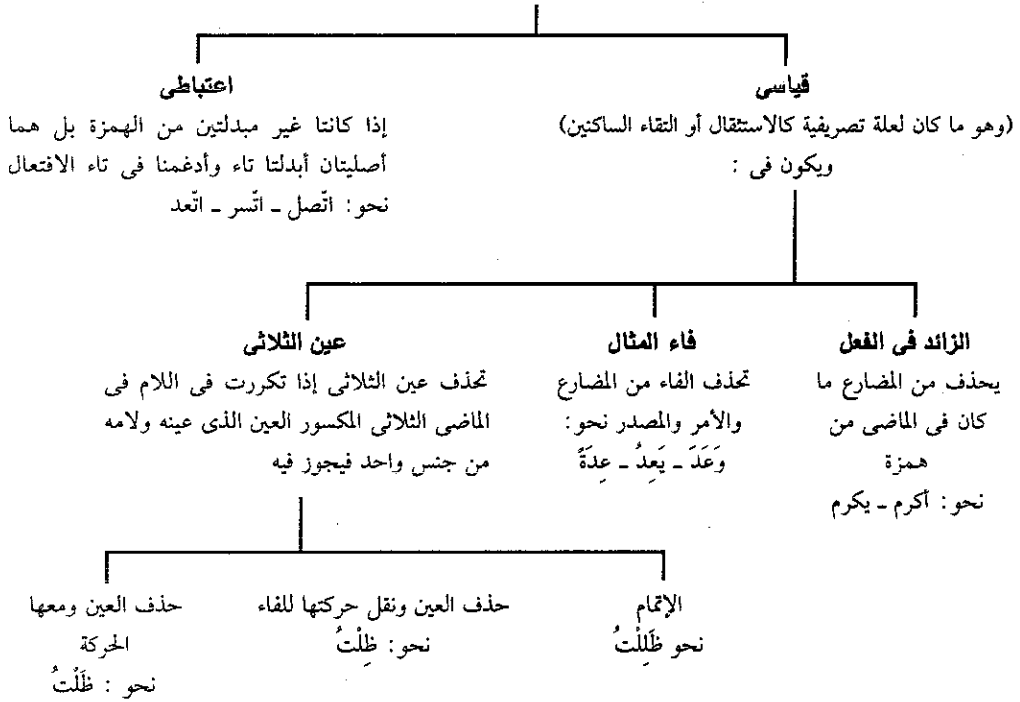 قياسى
(وهو ما كان لعلة تصريفية كالاستثقال أو التقاء الساكنين)
ويكون فى :
اعتباطى
إذا كانتا غير مبدلتين من الهمزة بل هما
أصليتان أبدلتا تاء وأدغمنا فى تاء الافتعال
نحو : اتّصل ـ اتّسر ـ اتّعد
الزائد فى الفعل
يحذف من المضارع ما
كان فى الماضى من
همزة
نحو : أكرم ـ يكرم
فاء المثال
تحذف الفاء من المضارع
والأمر والمصدر نحو :
وَعَدَ ـ يَعِدُ ـ عِدَةً
عين الثلاثى
تحذف عين الثلاثى إذا تكررت فى اللام فى
الماضى الثلاثى المكسور العين الذى عينه ولامه
من جنس واحد فيجوز فيه
الإتمام
نحو ظَلِلْتُ
حذف العين ونقل حركتها للفاء
نحو : ظِلْتُ
حذف العين ومعها
الحركة
نحو : ظَلْتُ